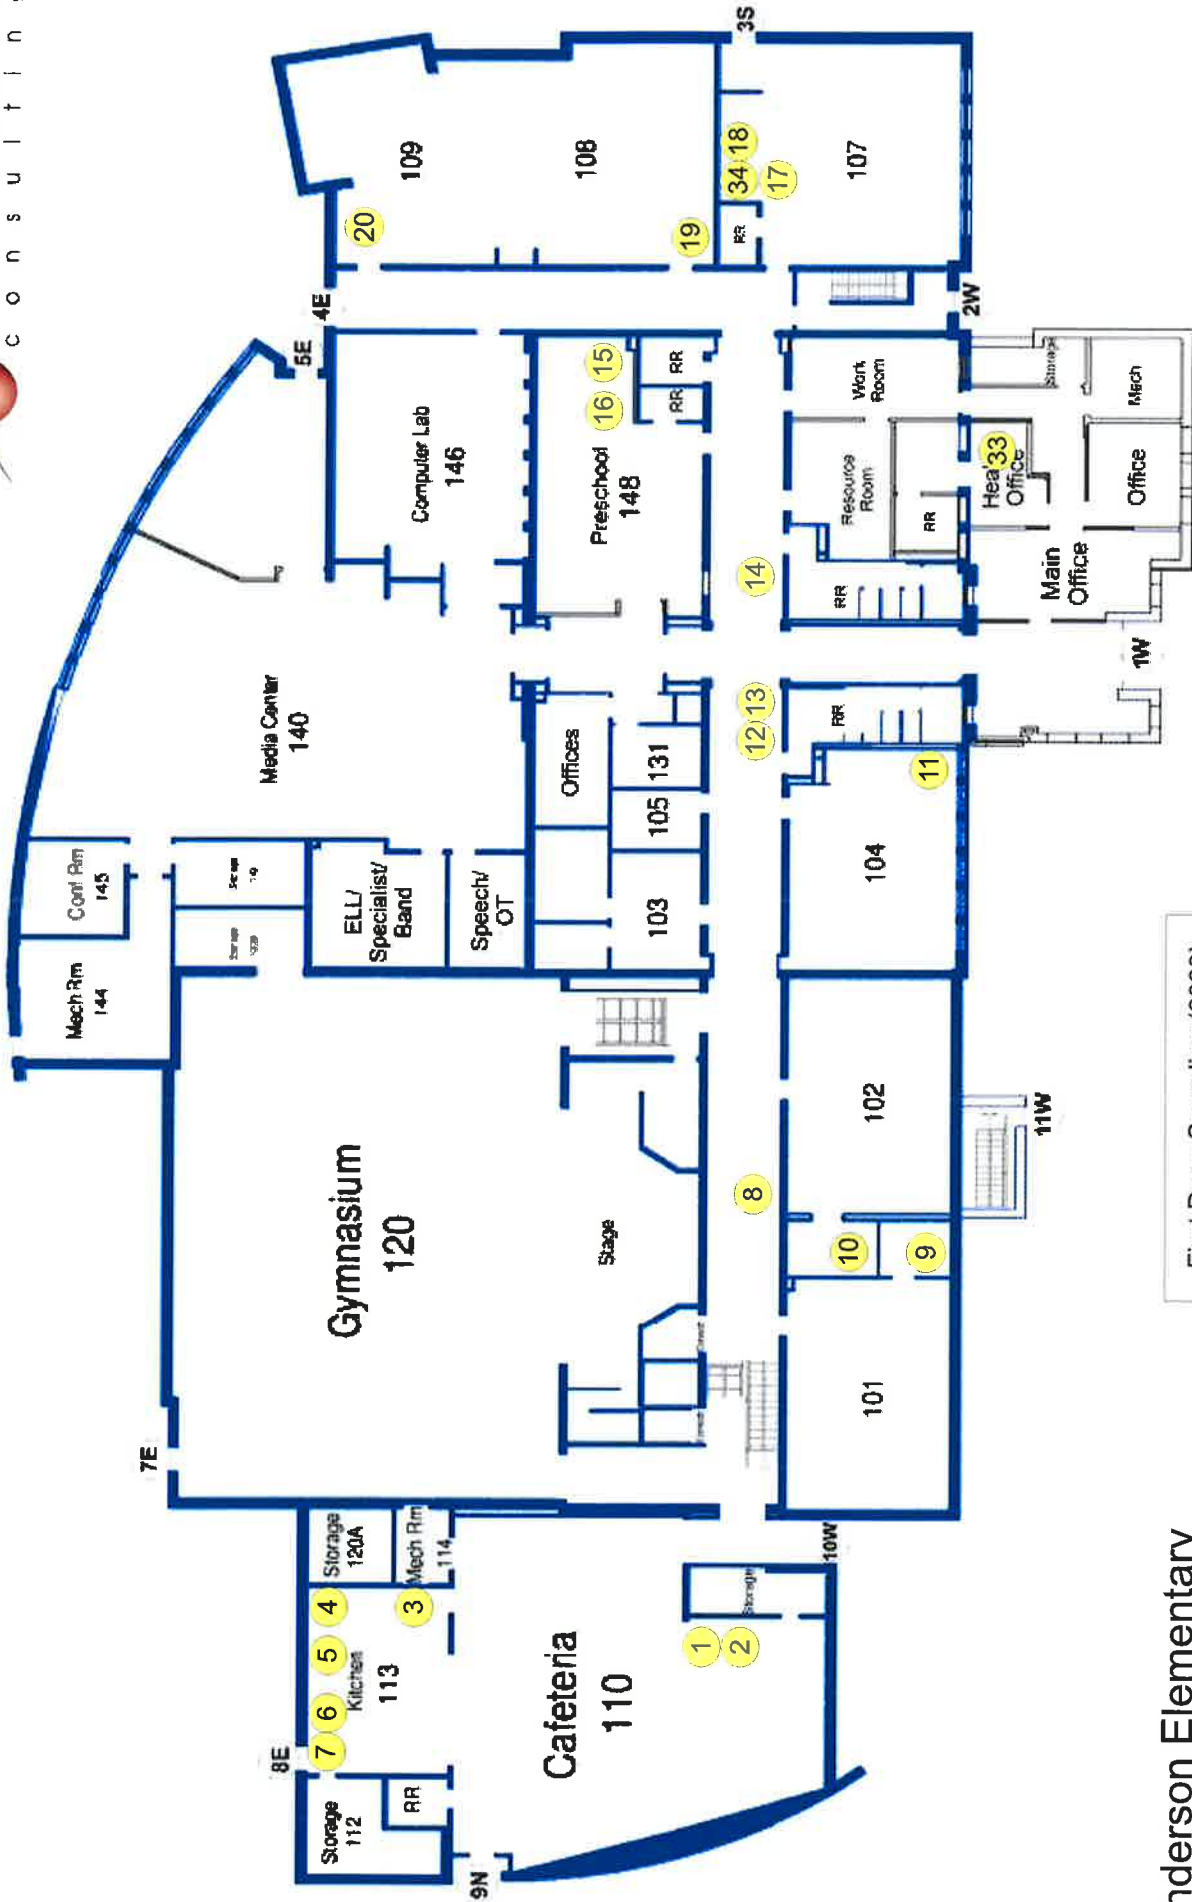 consulting
7E
8E
9N
10W
11W
1W
2W
3S
4E
5E
Storage
112
RR
7
6
5
4
Kitchen
113
3
Storage
120A
Mech Rm
114
Cafeteria
110
1
2
Storage
Gymnasium
120
Stage
8
101
10
9
102
Mech Rm
144
Conf Rm
145
ELL/
Specialist/
Band
Speech/
OT
Media Center
140
Offices
103
105
131
104
11
12
13
RR
14
RR
Computer Lab
146
Preschool
148
16
15
RR
RR
Resource
Room
RR
Work
Room
Main
Office
Office
33
Office
Mech
Storage
20
109
108
19
RR
34
18
17
107
nderson Elementary